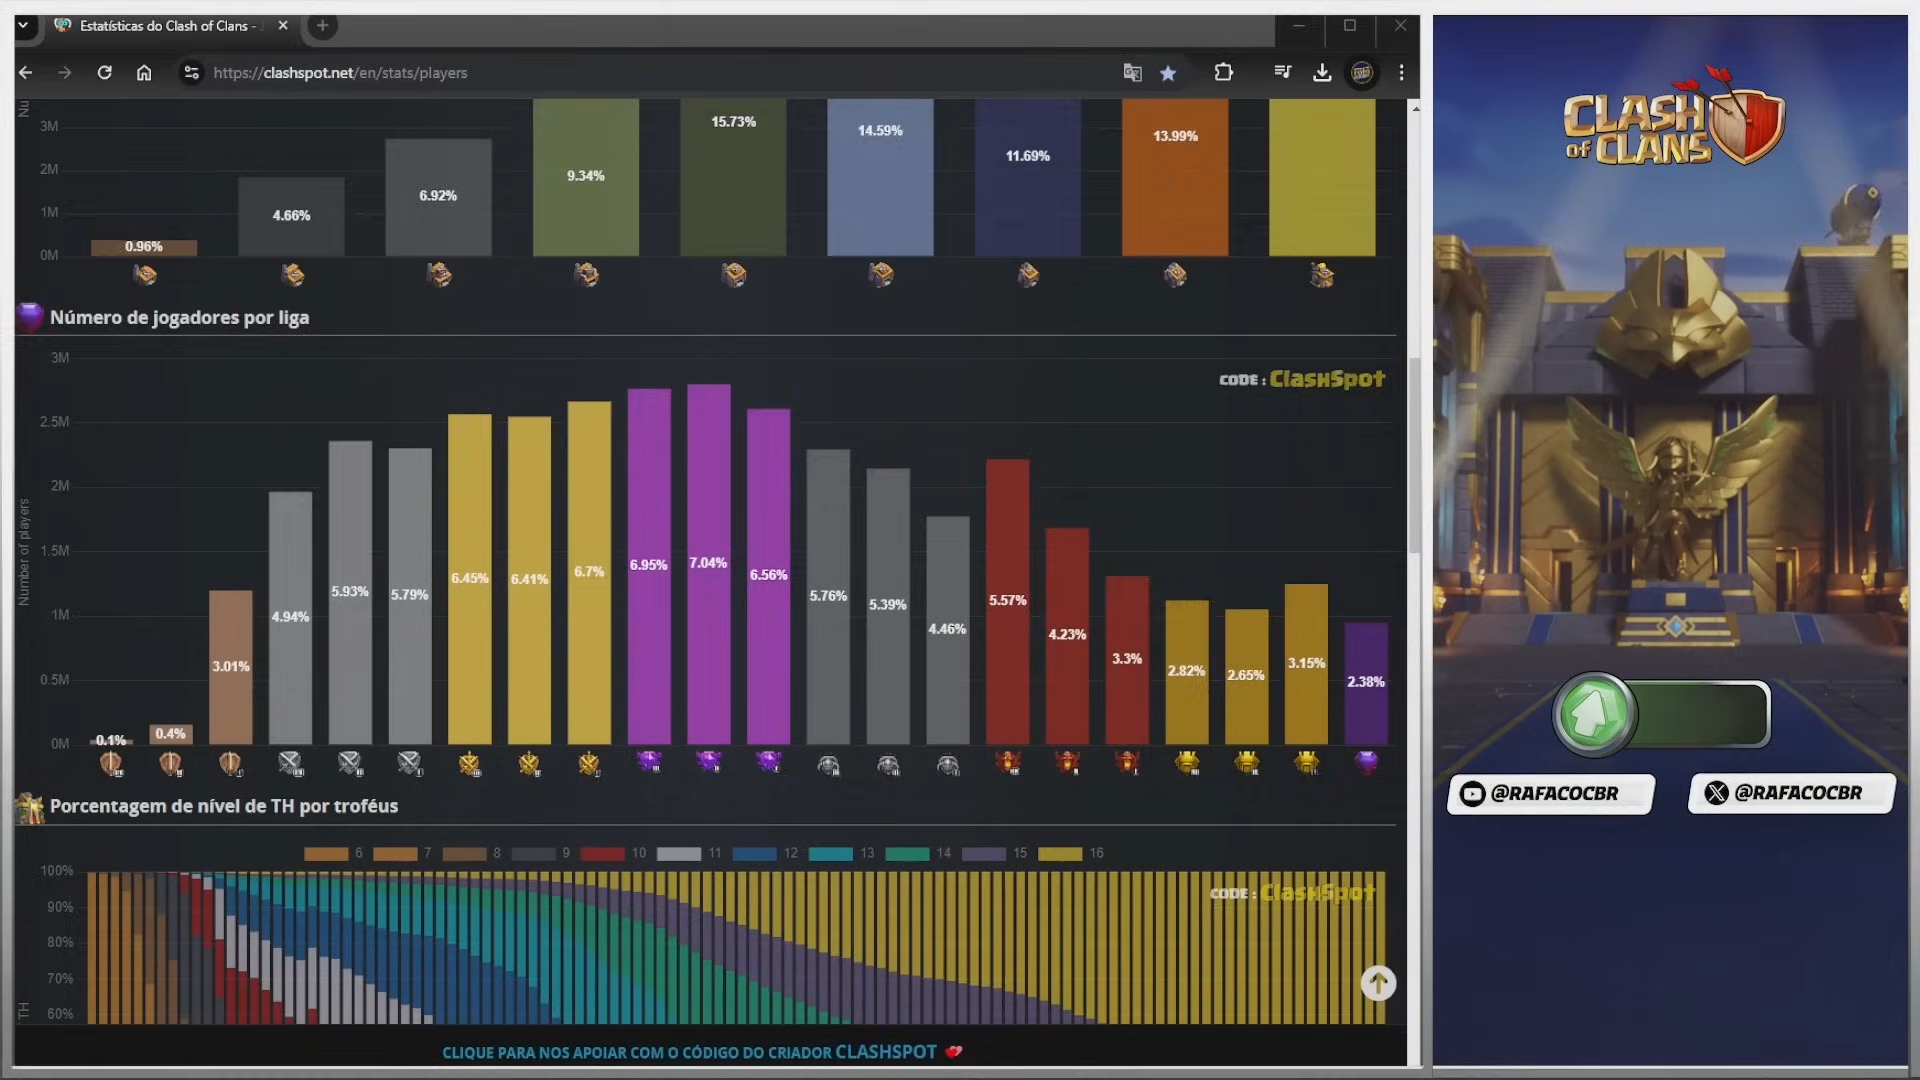 Estatísticas do Clash of Clans -
https://clashspot.net/en/stats/players
CLASH
of CLANS
Nu
3M
2M
1M
0M
0.96%
4.66%
6.92%
9.34%
15.73%
14.59%
11.69%
13.99%
Número de jogadores por liga
CODE : ClashSpot
Number of players
3M
2.5M
2M
1.5M
1M
0.5M
0M
0.1%
0.4%
3.01%
4.94%
5.93%
5.79%
6.45%
6.41%
6.7%
6.95%
7.04%
6.56%
5.76%
5.39%
4.46%
5.57%
4.23%
3.3%
2.82%
2.65%
3.15%
2.38%
Porcentagem de nível de TH por troféus
6 7 8 9 10 11 12 13 14 15 16
CODE : ClashSpot
100%
90%
80%
70%
60%
TH
CLIQUE PARA NOS APOIAR COM O CÓDIGO DO CRIADOR CLASHSPOT
@RAFACOCBR
@RAFACOCBR